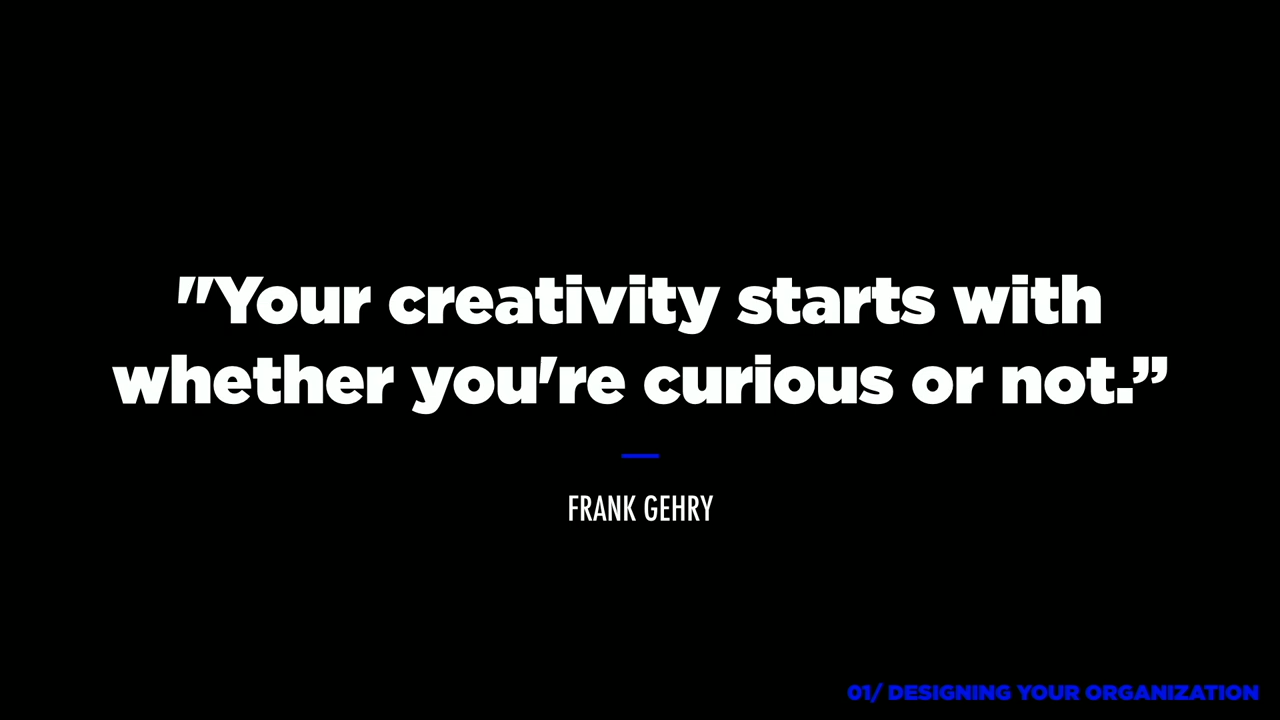 "Your creativity starts with
whether you're curious or not.”
FRANK GEHRY
01/ DESIGNING YOUR ORGANIZATION